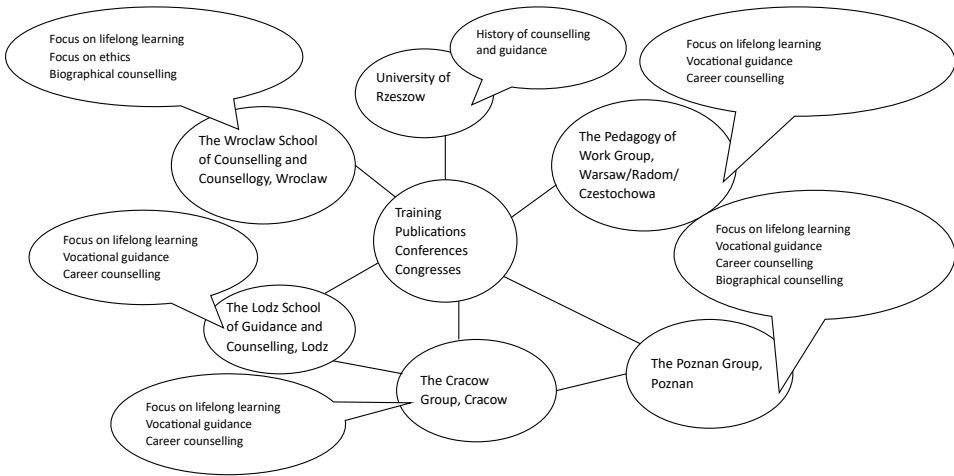 Focus on lifelong learning
Focus on ethics
Biographical counselling
History of counselling
and guidance
Focus on lifelong learning
Vocational guidance
Career counselling
University of
Rzeszow
The Wroclaw School
of Counselling and
Counsellogy, Wroclaw
The Pedagogy of
Work Group,
Warsaw/Radom/
Czestochowa
Training
Publications
Conferences
Congresses
Focus on lifelong learning
Vocational guidance
Career counselling
Focus on lifelong learning
Vocational guidance
Career counselling
Biographical counselling
The Lodz School
of Guidance and
Counselling, Lodz
The Cracow
Group, Cracow
The Poznan Group,
Poznan
Focus on lifelong learning
Vocational guidance
Career counselling